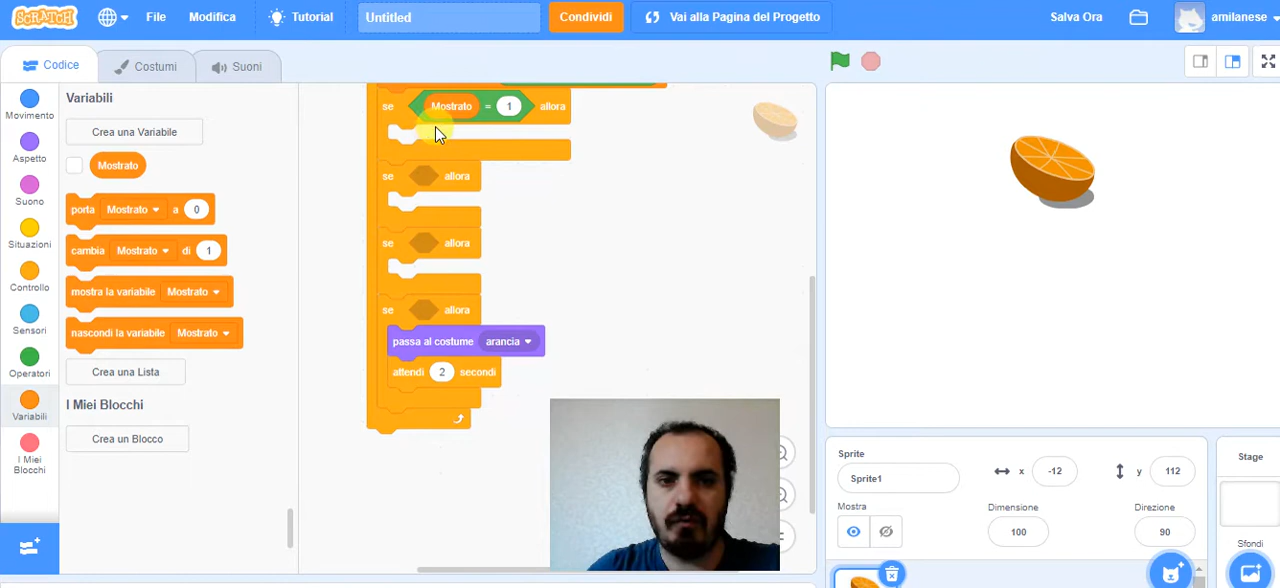 SCRATCH File Modifica Tutorial Untitled Condividi Vai alla Pagina del Progetto Salva Ora amilanese
Codice Costumi Suoni
Movimento
Aspetto
Suono
Situazioni
Controllo
Sensori
Operatori
Variabili
I Miei
Blocchi
Variabili
Crea una Variabile
Mostrato
porta Mostrato a 0
cambia Mostrato di 1
mostra la variabile Mostrato
nascondi la variabile Mostrato
Crea una Lista
I Miei Blocchi
Crea un Blocco
se Mostrato = 1 allora
se allora
se allora
se allora
passa al costume arancia
attendi 2 secondi
Sprite
Sprite1
x -12
y 112
Mostra
Dimensione
100
Direzione
90
Stage
Sfondi